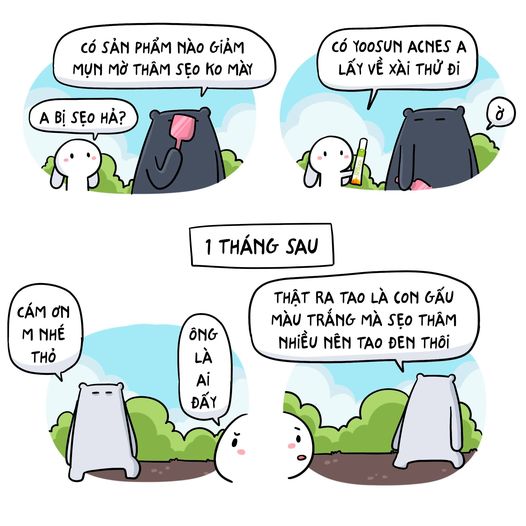 CÓ SẢN PHẨM NÀO GIẢM
MỤN MỜ THÂM SẸO KO MÀY
A BỊ SẸO HẢ?
CÓ YOOSUN ACNES A
LẤY VỀ XÀI THỬ ĐI
Ờ
1 THÁNG SAU
CÁM ƠN
M NHÉ
THỎ
ÔNG
LÀ
AI
ĐẤY
THẬT RA TAO LÀ CON GẤU
MÀU TRẮNG MÀ SẸO THÂM
NHIỀU NÊN TAO ĐEN THÔI